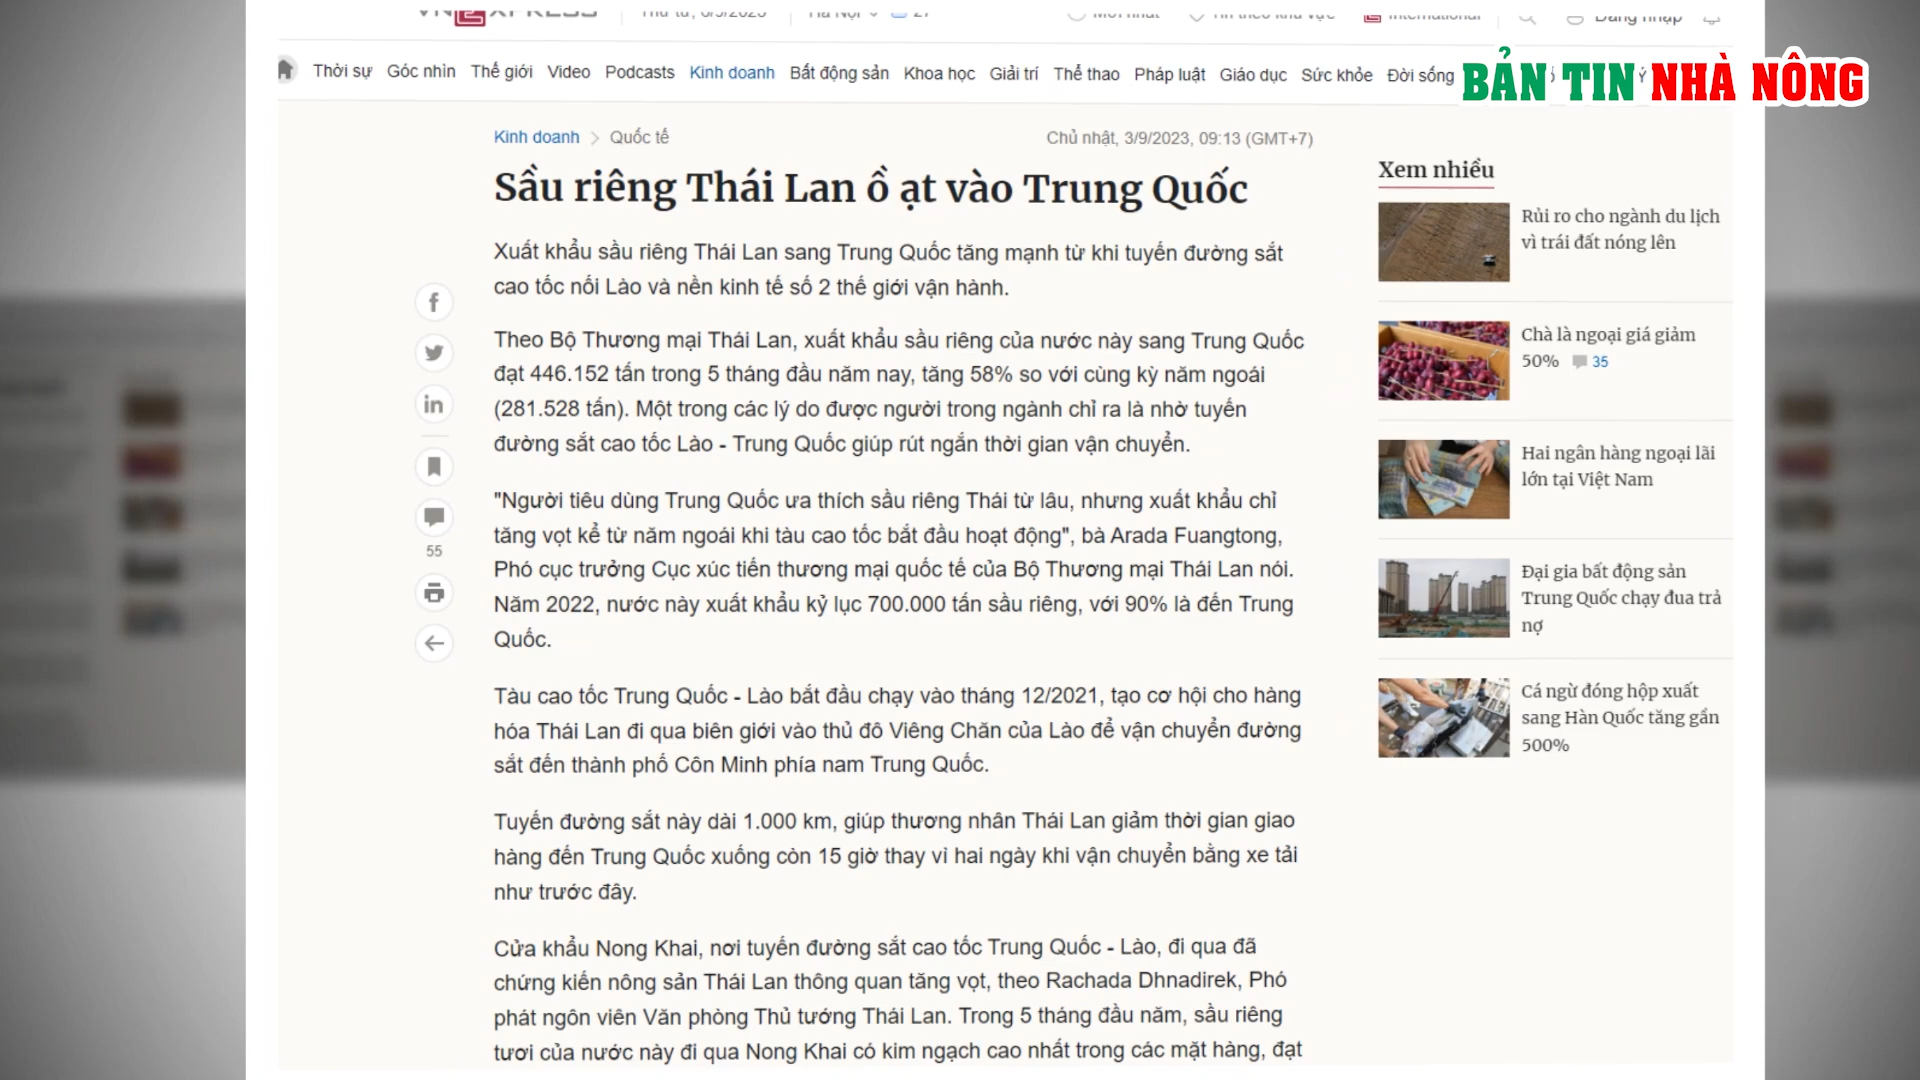 Thời sự Góc nhìn Thế giới Video Podcasts Kinh doanh Bất động sản Khoa học Giải trí Thể thao Pháp luật Giáo dục Sức khỏe Đời sống
BẢN TIN NHÀ NÔNG
Kinh doanh > Quốc tế
Chủ nhật, 3/9/2023, 09:13 (GMT+7)
Sầu riêng Thái Lan ồ ạt vào Trung Quốc
Xuất khẩu sầu riêng Thái Lan sang Trung Quốc tăng mạnh từ khi tuyến đường sắt
cao tốc nối Lào và nền kinh tế số 2 thế giới vận hành.
Theo Bộ Thương mại Thái Lan, xuất khẩu sầu riêng của nước này sang Trung Quốc
đạt 446.152 tấn trong 5 tháng đầu năm nay, tăng 58% so với cùng kỳ năm ngoái
(281.528 tấn). Một trong các lý do được người trong ngành chỉ ra là nhờ tuyến
đường sắt cao tốc Lào - Trung Quốc giúp rút ngắn thời gian vận chuyển.
"Người tiêu dùng Trung Quốc ưa thích sầu riêng Thái từ lâu, nhưng xuất khẩu chỉ
tăng vọt kể từ năm ngoái khi tàu cao tốc bắt đầu hoạt động", bà Arada Fuangtong,
Phó cục trưởng Cục xúc tiến thương mại quốc tế của Bộ Thương mại Thái Lan nói.
Năm 2022, nước này xuất khẩu kỷ lục 700.000 tấn sầu riêng, với 90% là đến Trung
Quốc.
Tàu cao tốc Trung Quốc - Lào bắt đầu chạy vào tháng 12/2021, tạo cơ hội cho hàng
hóa Thái Lan đi qua biên giới vào thủ đô Viêng Chăn của Lào để vận chuyển đường
sắt đến thành phố Côn Minh phía nam Trung Quốc.
Tuyến đường sắt này dài 1.000 km, giúp thương nhân Thái Lan giảm thời gian giao
hàng đến Trung Quốc xuống còn 15 giờ thay vì hai ngày khi vận chuyển bằng xe tải
như trước đây.
Cửa khẩu Nong Khai, nơi tuyến đường sắt cao tốc Trung Quốc - Lào, đi qua đã
chứng kiến nông sản Thái Lan thông quan tăng vọt, theo Rachada Dhnadirek, Phó
phát ngôn viên Văn phòng Thủ tướng Thái Lan. Trong 5 tháng đầu năm, sầu riêng
tươi của nước này đi qua Nong Khai có kim ngạch cao nhất trong các mặt hàng, đạt
55
Xem nhiều
Rủi ro cho ngành du lịch
vì trái đất nóng lên
Chà là ngoại giá giảm
50% 35
Hai ngân hàng ngoại lãi
lớn tại Việt Nam
Đại gia bất động sản
Trung Quốc chạy đua trả
nợ
Cá ngừ đóng hộp xuất
sang Hàn Quốc tăng gần
500%